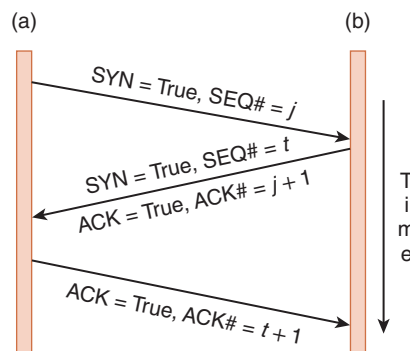 (a)
(b)
SYN = True, SEQ# = j
SYN = True, SEQ# = t
ACK = True, ACK# = j + 1
ACK = True, ACK# = t + 1
T
i
m
e